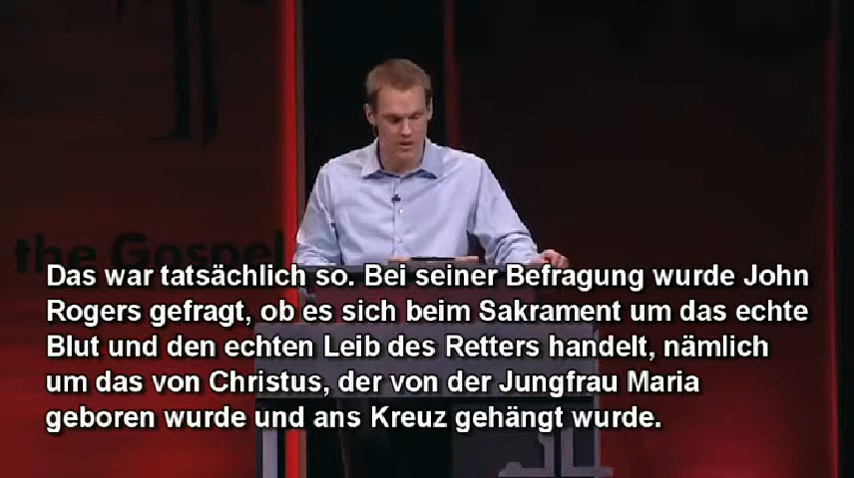 the Gospel
Das war tatsächlich so. Bei seiner Befragung wurde John
Rogers gefragt, ob es sich beim Sakrament um das echte
Blut und den echten Leib des Retters handelt, nämlich
um das von Christus, der von der Jungfrau Maria
geboren wurde und ans Kreuz gehängt wurde.